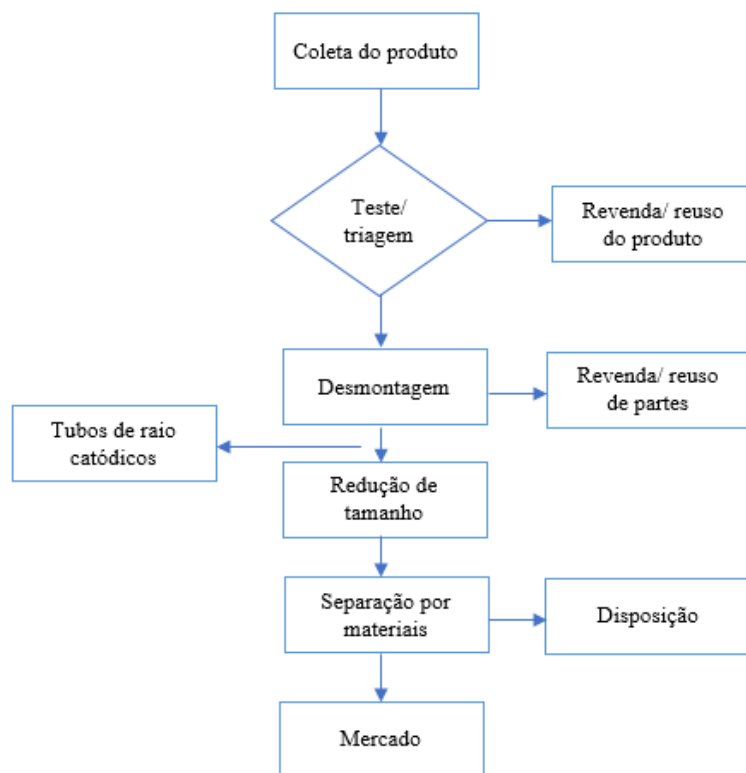 Coleta do produto
Teste/
triagem
Revenda/ reuso
do produto
Desmontagem
Revenda/ reuso
de partes
Tubos de raio
catódicos
Redução de
tamanho
Separação por
materiais
Disposição
Mercado